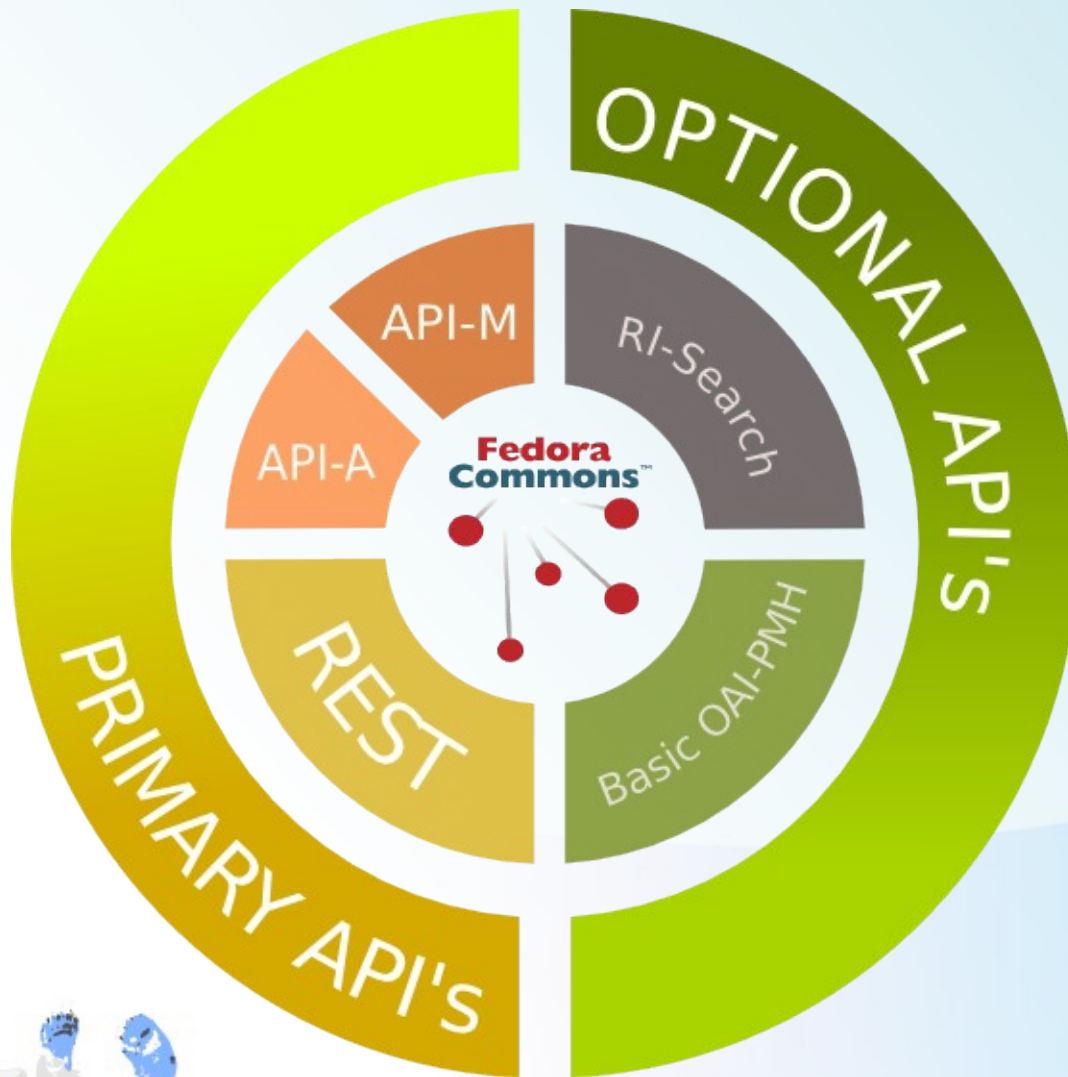 OPTIONAL API's
API-M
RI-Search
API-A
Fedora
Commons™
REST
Basic OAI-PMH
PRIMARY API's